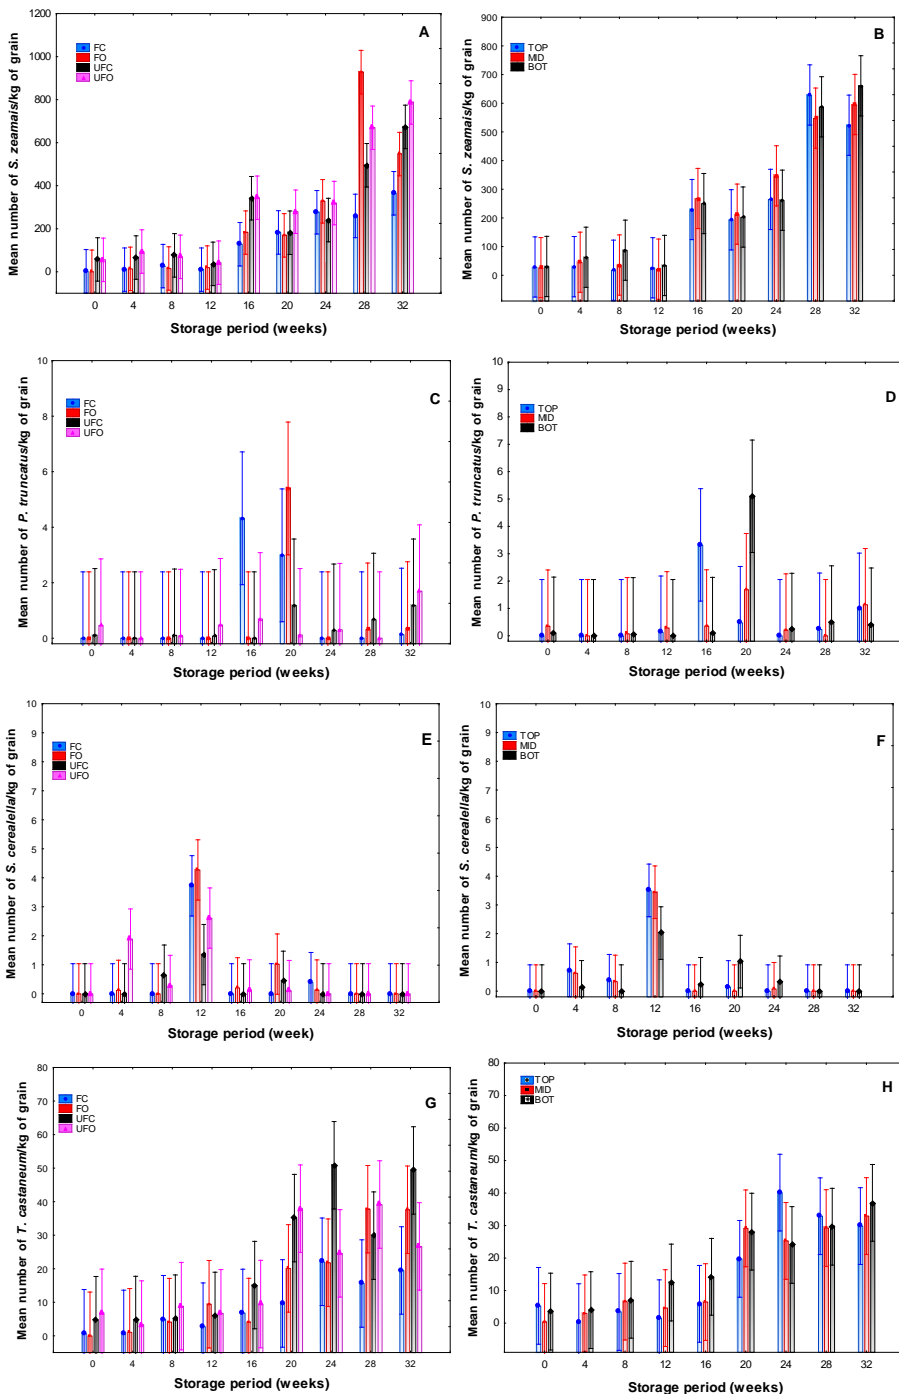 A
FC
FO
UFC
UFO
Mean number of S. zeamais/kg of grain
1200
1000
800
600
400
200
0
0 4 8 12 16 20 24 28 32
Storage period (weeks)
B
TOP
MID
BOT
Mean number of S. zeamais/kg of grain
900
800
700
600
500
400
300
200
100
0
0 4 8 12 16 20 24 28 32
Storage period (weeks)
C
FC
FO
UFC
UFO
Mean number of P. truncatus/kg of grain
10
8
6
4
2
0
0 4 8 12 16 20 24 28 32
Storage period (weeks)
D
TOP
MID
BOT
Mean number of P. truncatus/kg of grain
10
9
8
7
6
5
4
3
2
1
0
0 4 8 12 16 20 24 28 32
Storage period (weeks)
E
FC
FO
UFC
UFO
Mean number of S. cerealella/kg of grain
10
9
8
7
6
5
4
3
2
1
0
0 4 8 12 16 20 24 28 32
Storage period (week)
F
TOP
MID
BOT
Mean number of S. cerealella/kg of grain
10
9
8
7
6
5
4
3
2
1
0
0 4 8 12 16 20 24 28 32
Storage period (weeks)
G
FC
FO
UFC
UFO
Mean number of T. castaneum/kg of grain
80
70
60
50
40
30
20
10
0
0 4 8 12 16 20 24 28 32
Storage period (weeks)
H
TOP
MID
BOT
Mean number of T. castaneum/kg of grain
80
70
60
50
40
30
20
10
0
0 4 8 12 16 20 24 28 32
Storage period (weeks)